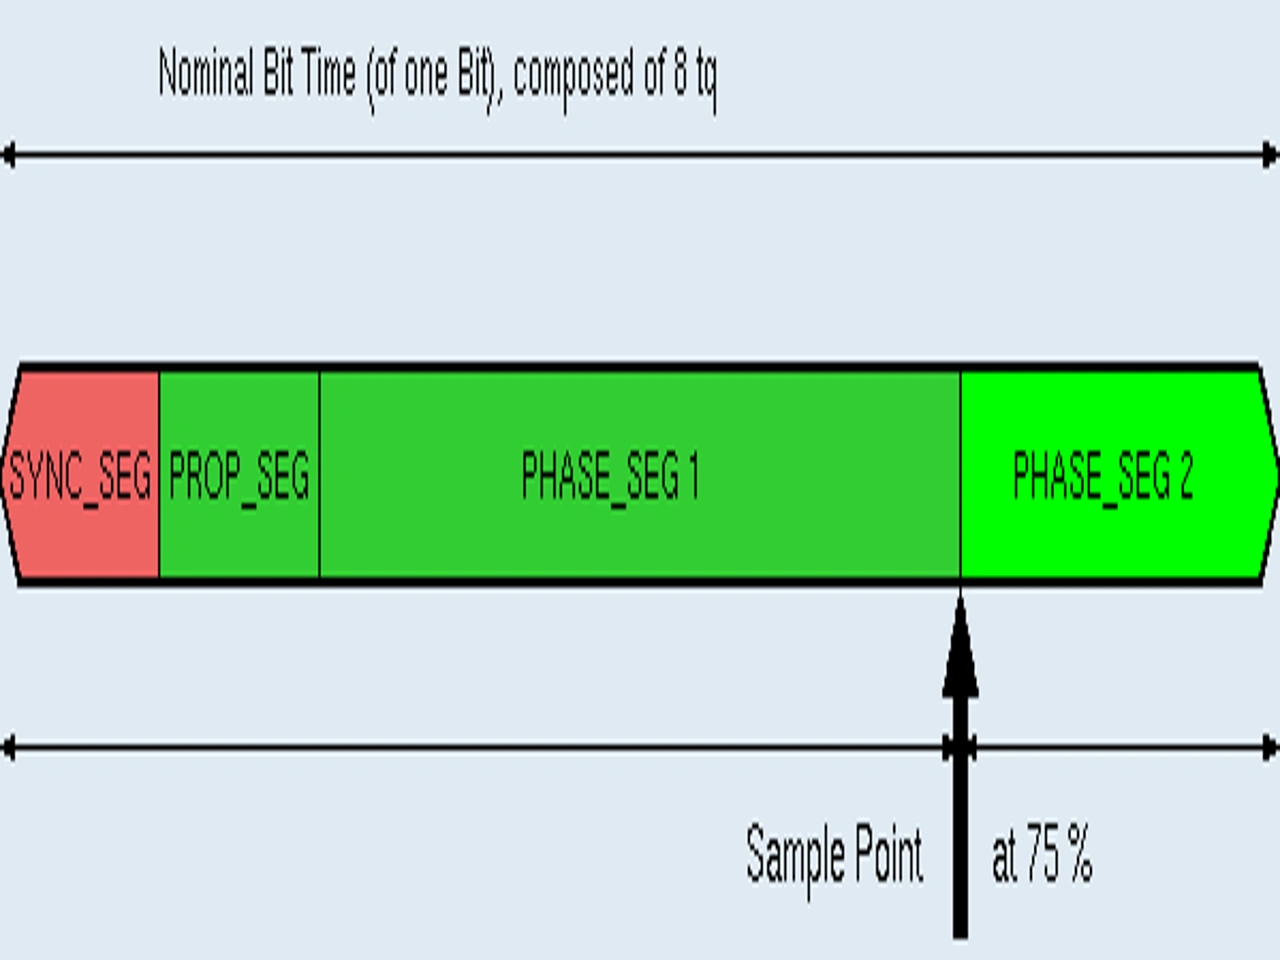 Nominal Bit Time (of one Bit), composed of 8 tq
SYNC_SEG PROP_SEG PHASE_SEG 1 PHASE_SEG 2
Sample Point at 75 %